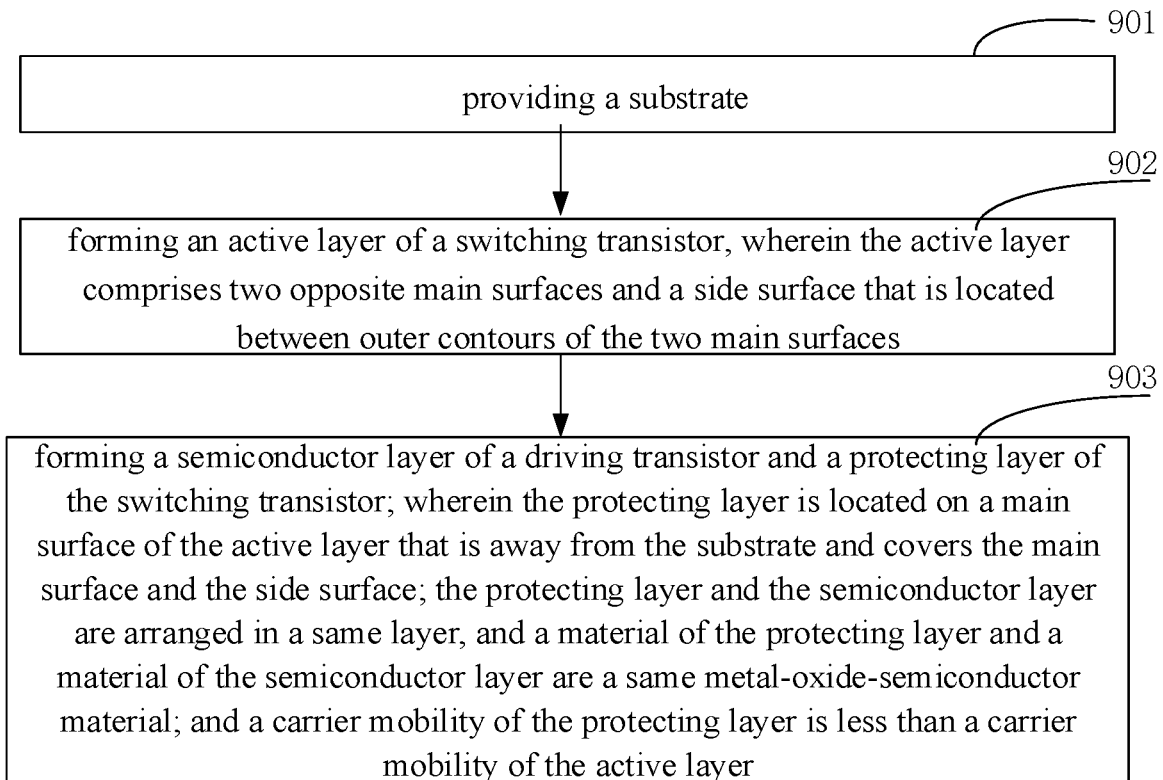 901
providing a substrate
902
forming an active layer of a switching transistor, wherein the active layer
comprises two opposite main surfaces and a side surface that is located
between outer contours of the two main surfaces
903
forming a semiconductor layer of a driving transistor and a protecting layer of
the switching transistor; wherein the protecting layer is located on a main
surface of the active layer that is away from the substrate and covers the main
surface and the side surface; the protecting layer and the semiconductor layer
are arranged in a same layer, and a material of the protecting layer and a
material of the semiconductor layer are a same metal-oxide-semiconductor
material; and a carrier mobility of the protecting layer is less than a carrier
mobility of the active layer